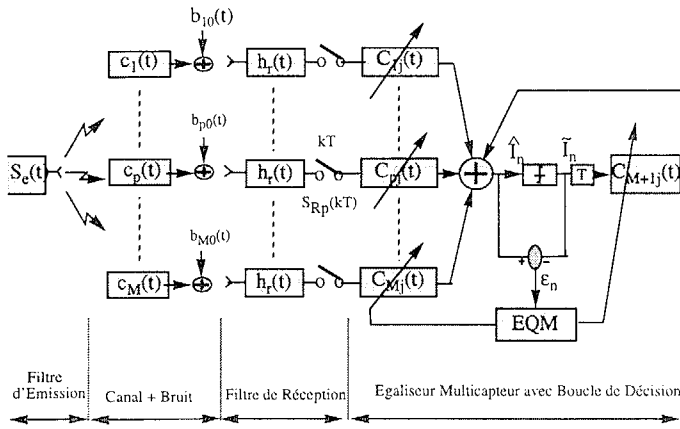 b10(t)
c1(t)
hr(t)
C1j(t)
bp0(t)
kT
Se(t)
cp(t)
hr(t)
SRp(kT)
Cpj(t)
În
Ĩn
T
CM+1j(t)
bM0(t)
cM(t)
hr(t)
CMj(t)
+ -
εn
EQM
Filtre
d'Emission
Canal + Bruit
Filtre de Réception
Egaliseur Multicapteur avec Boucle de Décision